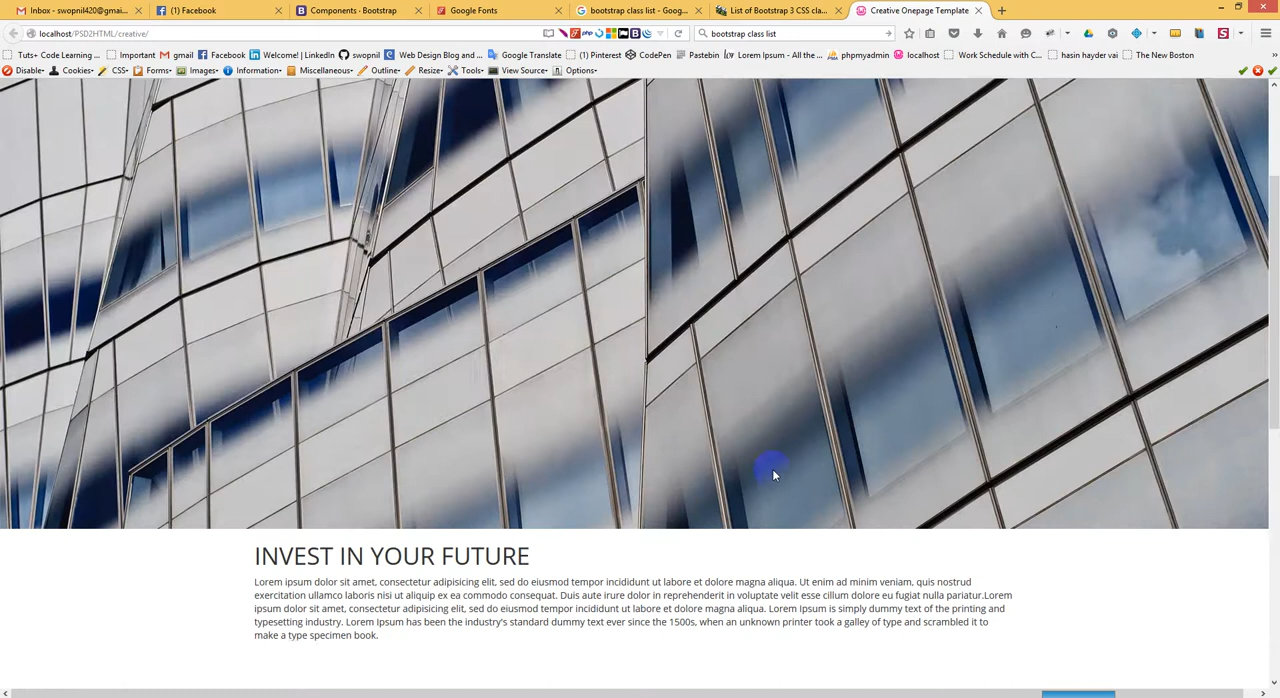 Inbox - swopnil420@gmai...
(1) Facebook
Components · Bootstrap
Google Fonts
bootstrap class list - Goog...
List of Bootstrap 3 CSS cla...
Creative Onepage Template
localhost/PSD2HTML/creative/
php
bootstrap class list
Tuts+ Code Learning ...
Important
gmail
Facebook
Welcome! | LinkedIn
swopnil
Web Design Blog and ...
Google Translate
(1) Pinterest
CodePen
Pastebin
Lorem Ipsum - All the ...
phpmyadmin
localhost
Work Schedule with C...
hasin hayder vai
The New Boston
Disable
Cookies
CSS
Forms
Images
Information
Miscellaneous
Outline
Resize
Tools
View Source
Options
INVEST IN YOUR FUTURE
Lorem ipsum dolor sit amet, consectetur adipisicing elit, sed do eiusmod tempor incididunt ut labore et dolore magna aliqua. Ut enim ad minim veniam, quis nostrud
exercitation ullamco laboris nisi ut aliquip ex ea commodo consequat. Duis aute irure dolor in reprehenderit in voluptate velit esse cillum dolore eu fugiat nulla pariatur.Lorem
ipsum dolor sit amet, consectetur adipisicing elit, sed do eiusmod tempor incididunt ut labore et dolore magna aliqua. Lorem Ipsum is simply dummy text of the printing and
typesetting industry. Lorem Ipsum has been the industry's standard dummy text ever since the 1500s, when an unknown printer took a galley of type and scrambled it to
make a type specimen book.